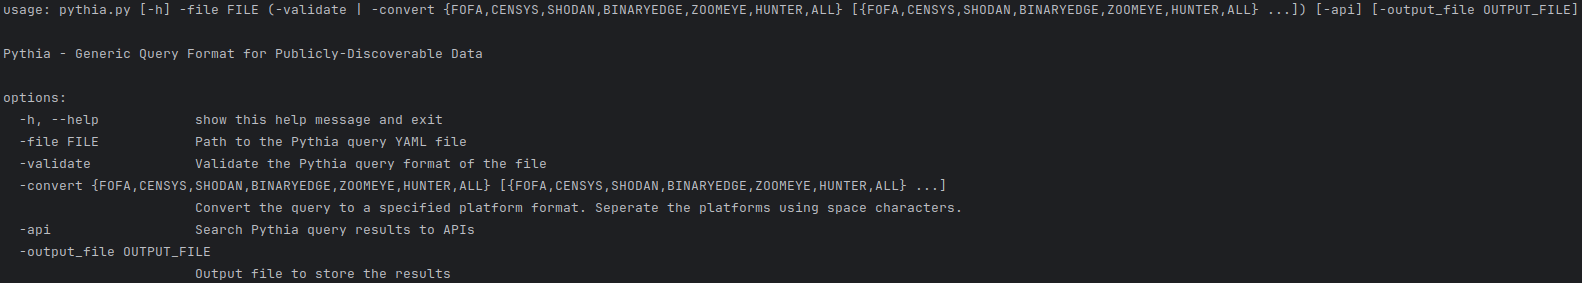 usage: pythia.py [-h] -file FILE (-validate | -convert {FOFA,CENSYS,SHODAN,BINARYEDGE,ZOOMEYE,HUNTER,ALL} [{FOFA,CENSYS,SHODAN,BINARYEDGE,ZOOMEYE,HUNTER,ALL} ...]) [-api] [-output_file OUTPUT_FILE]
Pythia - Generic Query Format for Publicly-Discoverable Data
options:
-h, --help show this help message and exit
-file FILE Path to the Pythia query YAML file
-validate Validate the Pythia query format of the file
-convert {FOFA,CENSYS,SHODAN,BINARYEDGE,ZOOMEYE,HUNTER,ALL} [{FOFA,CENSYS,SHODAN,BINARYEDGE,ZOOMEYE,HUNTER,ALL} ...]
Convert the query to a specified platform format. Seperate the platforms using space characters.
-api Search Pythia query results to APIs
-output_file OUTPUT_FILE
Output file to store the results